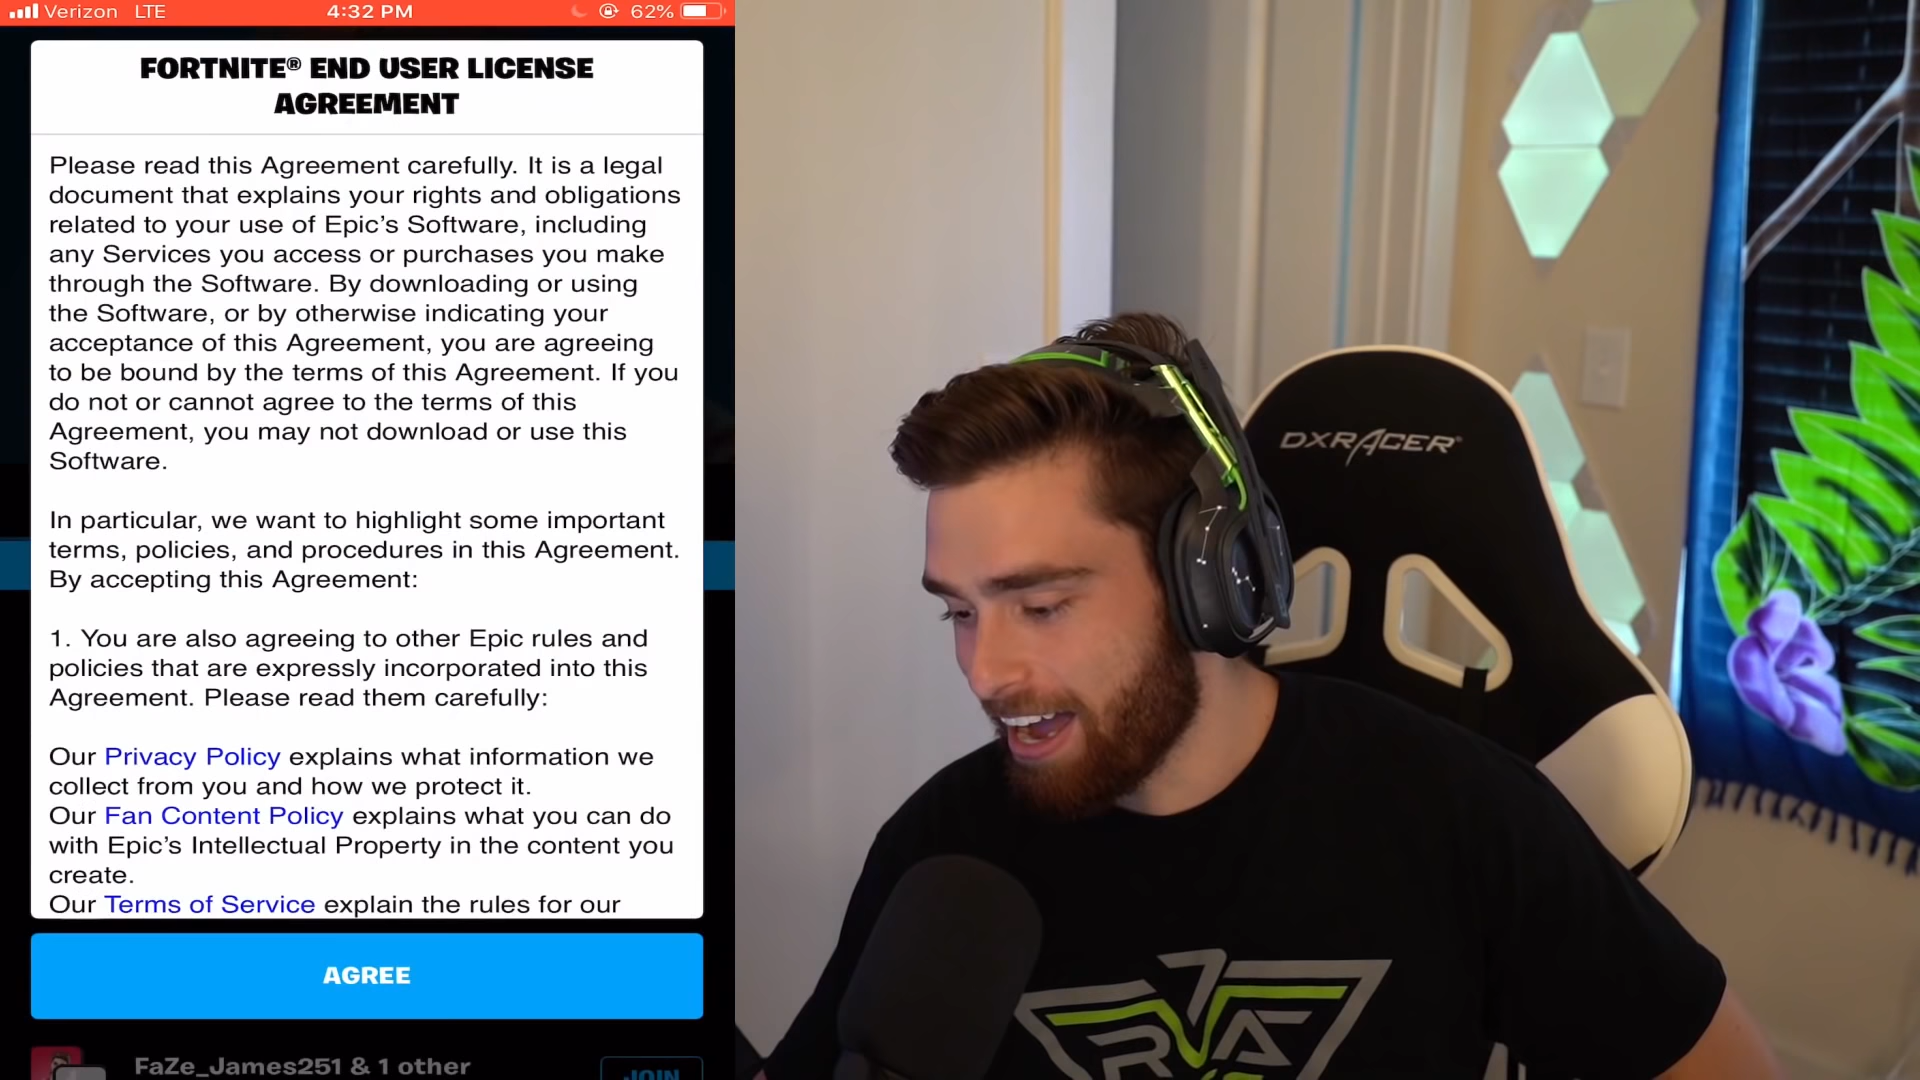 Verizon LTE 4:32 PM 62%
FORTNITE® END USER LICENSE
AGREEMENT
Please read this Agreement carefully. It is a legal
document that explains your rights and obligations
related to your use of Epic’s Software, including
any Services you access or purchases you make
through the Software. By downloading or using
the Software, or by otherwise indicating your
acceptance of this Agreement, you are agreeing
to be bound by the terms of this Agreement. If you
do not or cannot agree to the terms of this
Agreement, you may not download or use this
Software.
In particular, we want to highlight some important
terms, policies, and procedures in this Agreement.
By accepting this Agreement:
1. You are also agreeing to other Epic rules and
policies that are expressly incorporated into this
Agreement. Please read them carefully:
Our Privacy Policy explains what information we
collect from you and how we protect it.
Our Fan Content Policy explains what you can do
with Epic’s Intellectual Property in the content you
create.
Our Terms of Service explain the rules for our
AGREE
FaZe_James251 & 1 other
JOIN
DXRACER